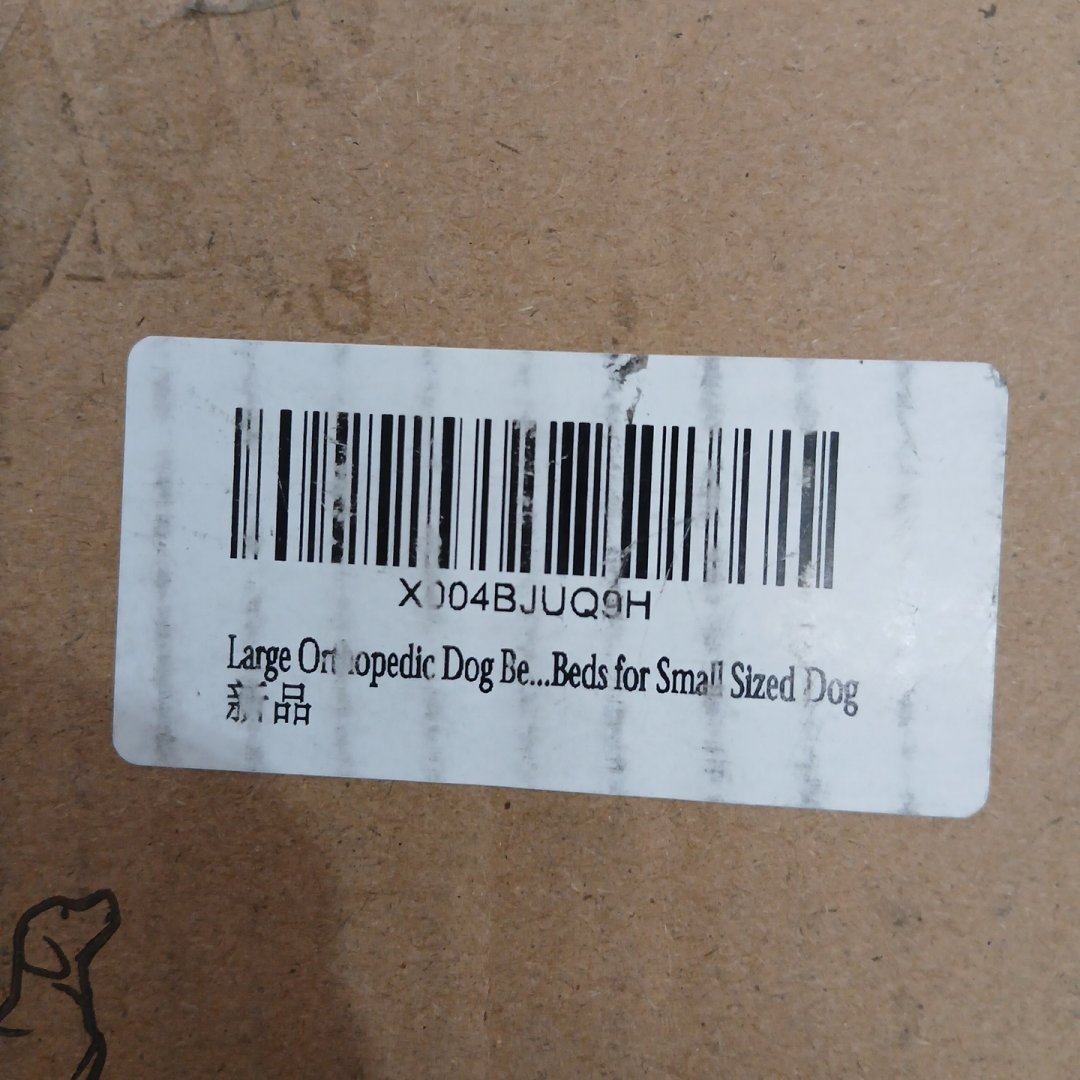 X004BJUQ9H
Large Orthopedic Dog Be...Beds for Small Sized Dog
新品